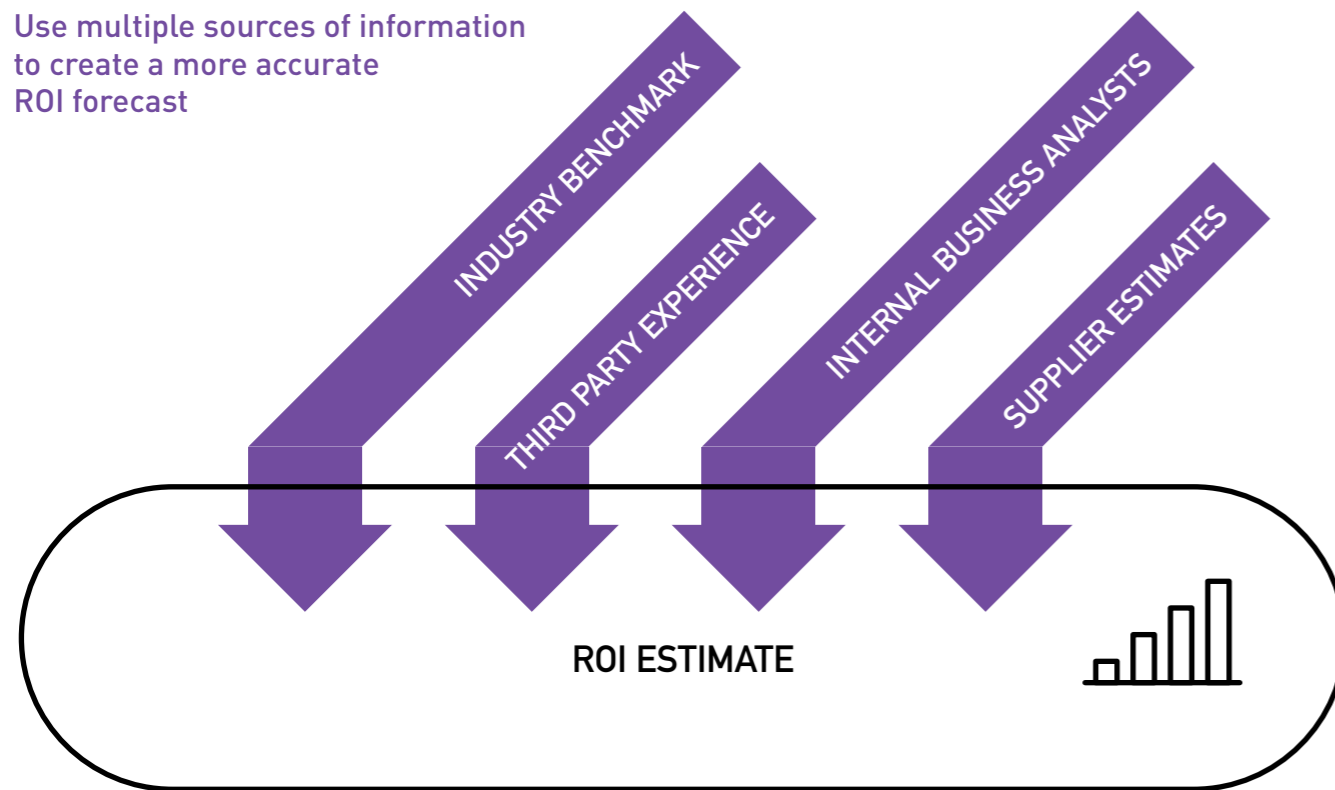 Use multiple sources of information
to create a more accurate
ROI forecast
INDUSTRY BENCHMARK
THIRD PARTY EXPERIENCE
INTERNAL BUSINESS ANALYSTS
SUPPLIER ESTIMATES
ROI ESTIMATE